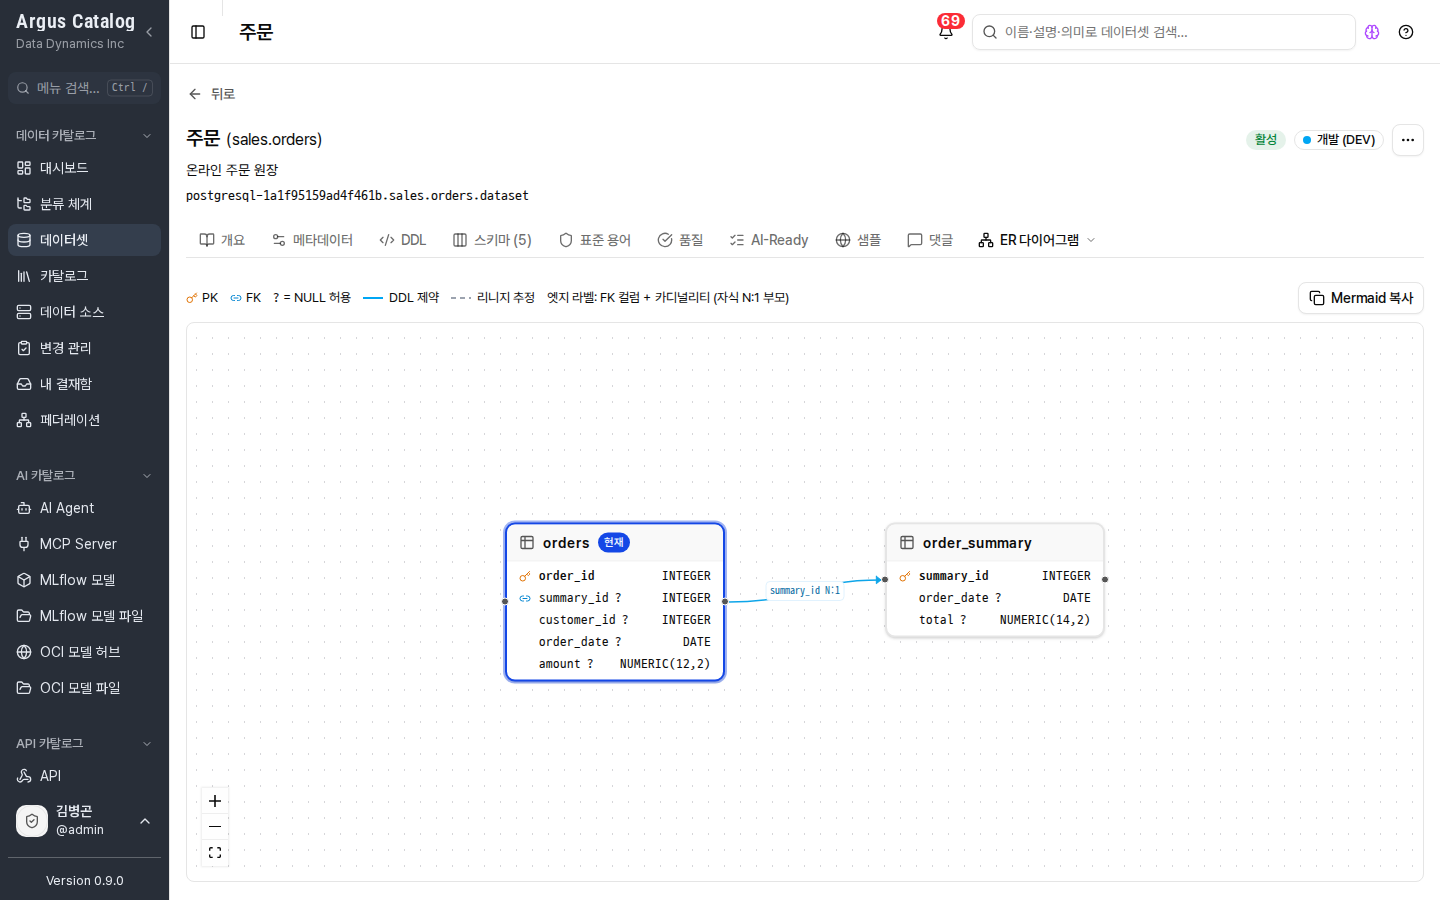 Argus Catalog
Data Dynamics Inc
메뉴 검색... Ctrl /
데이터 카탈로그
대시보드
분류 체계
데이터셋
카탈로그
데이터 소스
변경 관리
내 결재함
페더레이션
AI 카탈로그
AI Agent
MCP Server
MLflow 모델
MLflow 모델 파일
OCI 모델 허브
OCI 모델 파일
API 카탈로그
API
김병곤
@admin
Version 0.9.0
주문
69
이름·설명·의미로 데이터셋 검색...
뒤로
주문 (sales.orders)
활성
개발 (DEV)
온라인 주문 원장
postgresql-1a1f95159ad4f461b.sales.orders.dataset
개요 메타데이터 DDL 스키마 (5) 표준 용어 품질 AI-Ready 샘플 댓글 ER 다이어그램
PK FK ? = NULL 허용 DDL 제약 리니지 추정 엣지 라벨: FK 컬럼 + 카디널리티 (자식 N:1 부모)
Mermaid 복사
orders 현재
order_id INTEGER
summary_id ? INTEGER
customer_id ? INTEGER
order_date ? DATE
amount ? NUMERIC(12,2)
summary_id N:1
order_summary
summary_id INTEGER
order_date ? DATE
total ? NUMERIC(14,2)